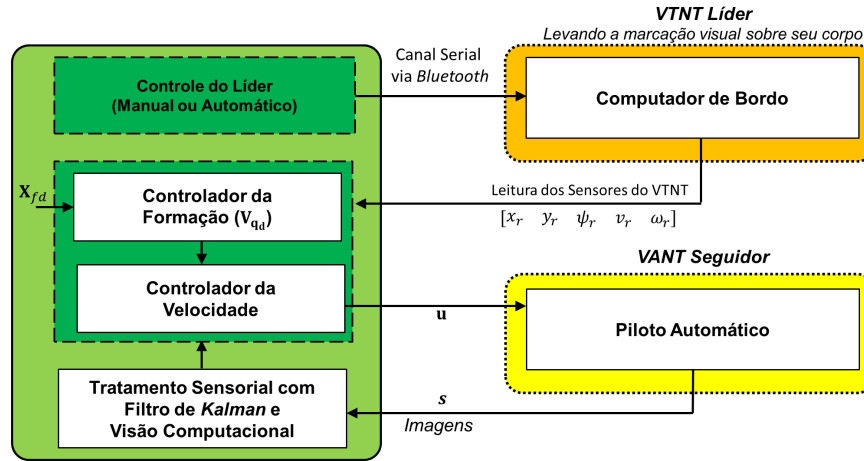 VTNT Líder
Levando a marcação visual sobre seu corpo
Controle do Líder
(Manual ou Automático)
Canal Serial
via Bluetooth
Computador de Bordo
X_fd
Controlador da
Formação (V_qd)
Leitura dos Sensores do VTNT
[x_r y_r ψ_r v_r ω_r]
Controlador da
Velocidade
u
VANT Seguidor
Piloto Automático
Tratamento Sensorial com
Filtro de Kalman e
Visão Computacional
s
Imagens